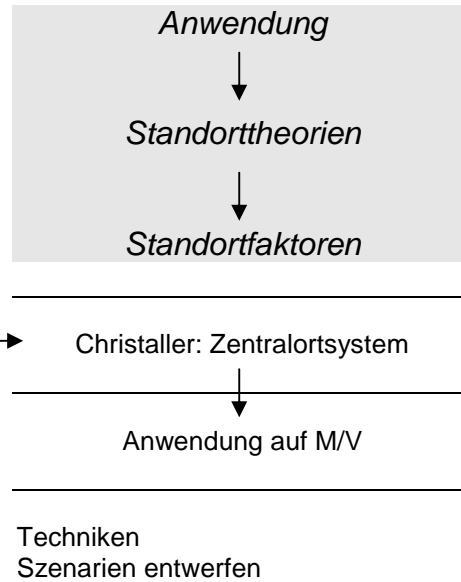 Anwendung
Standorttheorien
Standortfaktoren
Christaller: Zentralortsystem
Anwendung auf M/V
Techniken
Szenarien entwerfen